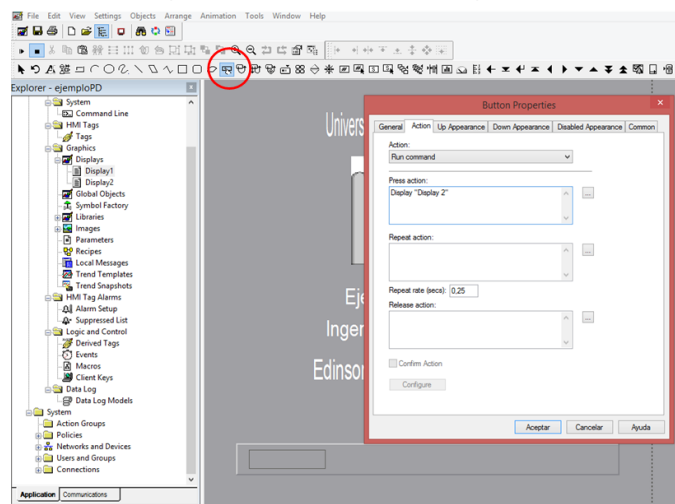 File Edit View Settings Objects Arrange Animation Tools Window Help
Explorer - ejemploPD
System
Command Line
HMI Tags
Tags
Graphics
Displays
Display1
Display2
Global Objects
Symbol Factory
Libraries
Images
Parameters
Recipes
Local Messages
Trend Templates
Trend Snapshots
HMI Tag Alarms
Alarm Setup
Suppressed List
Logic and Control
Derived Tags
Events
Macros
Client Keys
Data Log
Data Log Models
System
Action Groups
Policies
Networks and Devices
Users and Groups
Connections
Application Communications
Univers
Eje
Inger
Edinsor
Button Properties
General Action Up Appearance Down Appearance Disabled Appearance Common
Action:
Run command
Press action:
Display "Display 2"
...
Repeat action:
...
Repeat rate (secs): 0,25
Release action:
...
Confirm Action
Configure
Aceptar Cancelar Ayuda